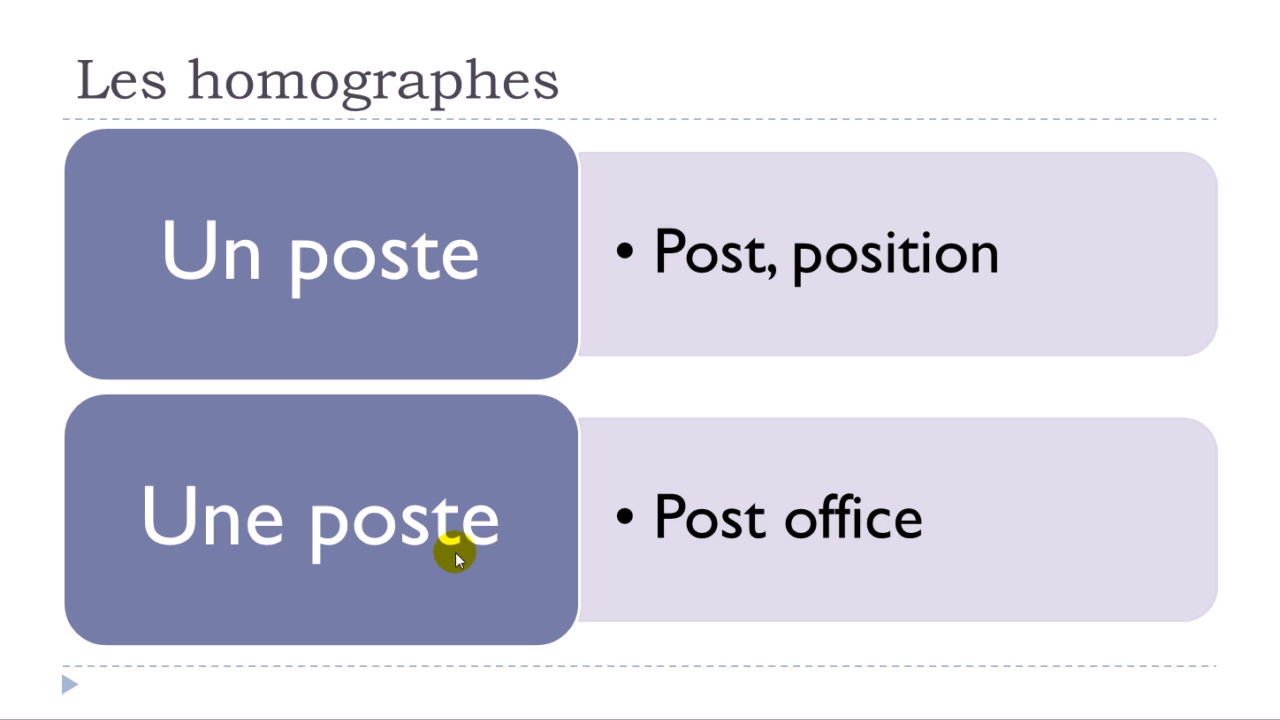 Les homographes
Un poste
• Post, position
Une poste
• Post office